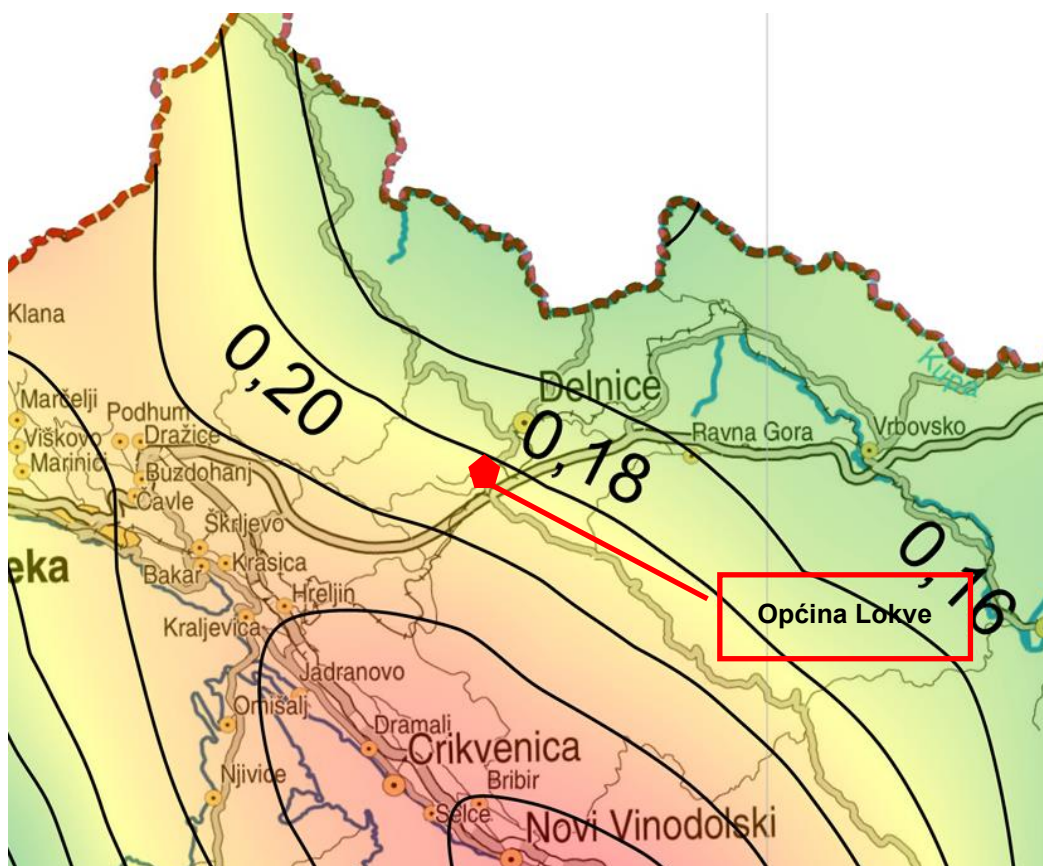 Klana
Marčelji
Viškovo
Marinići
Podhum
Dražice
Buzdohanj
Čavle
Škrljevo
Krasica
Bakar
Hreljin
Kraljevica
eka
0,20
Delnice
0,18
Ravna Gora
Vrbovsko
Kupa
0,16
Općina Lokve
Jadranovo
Omišalj
Njivice
Dramalj
Crikvenica
Bribir
Selce
Novi Vinodolski